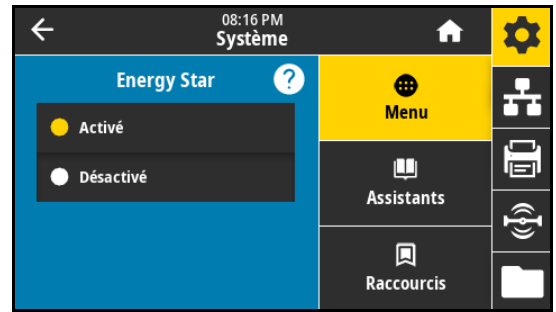 08:16 PM
Système
Energy Star
?
Activé
Désactivé
Menu
Assistants
Raccourcis